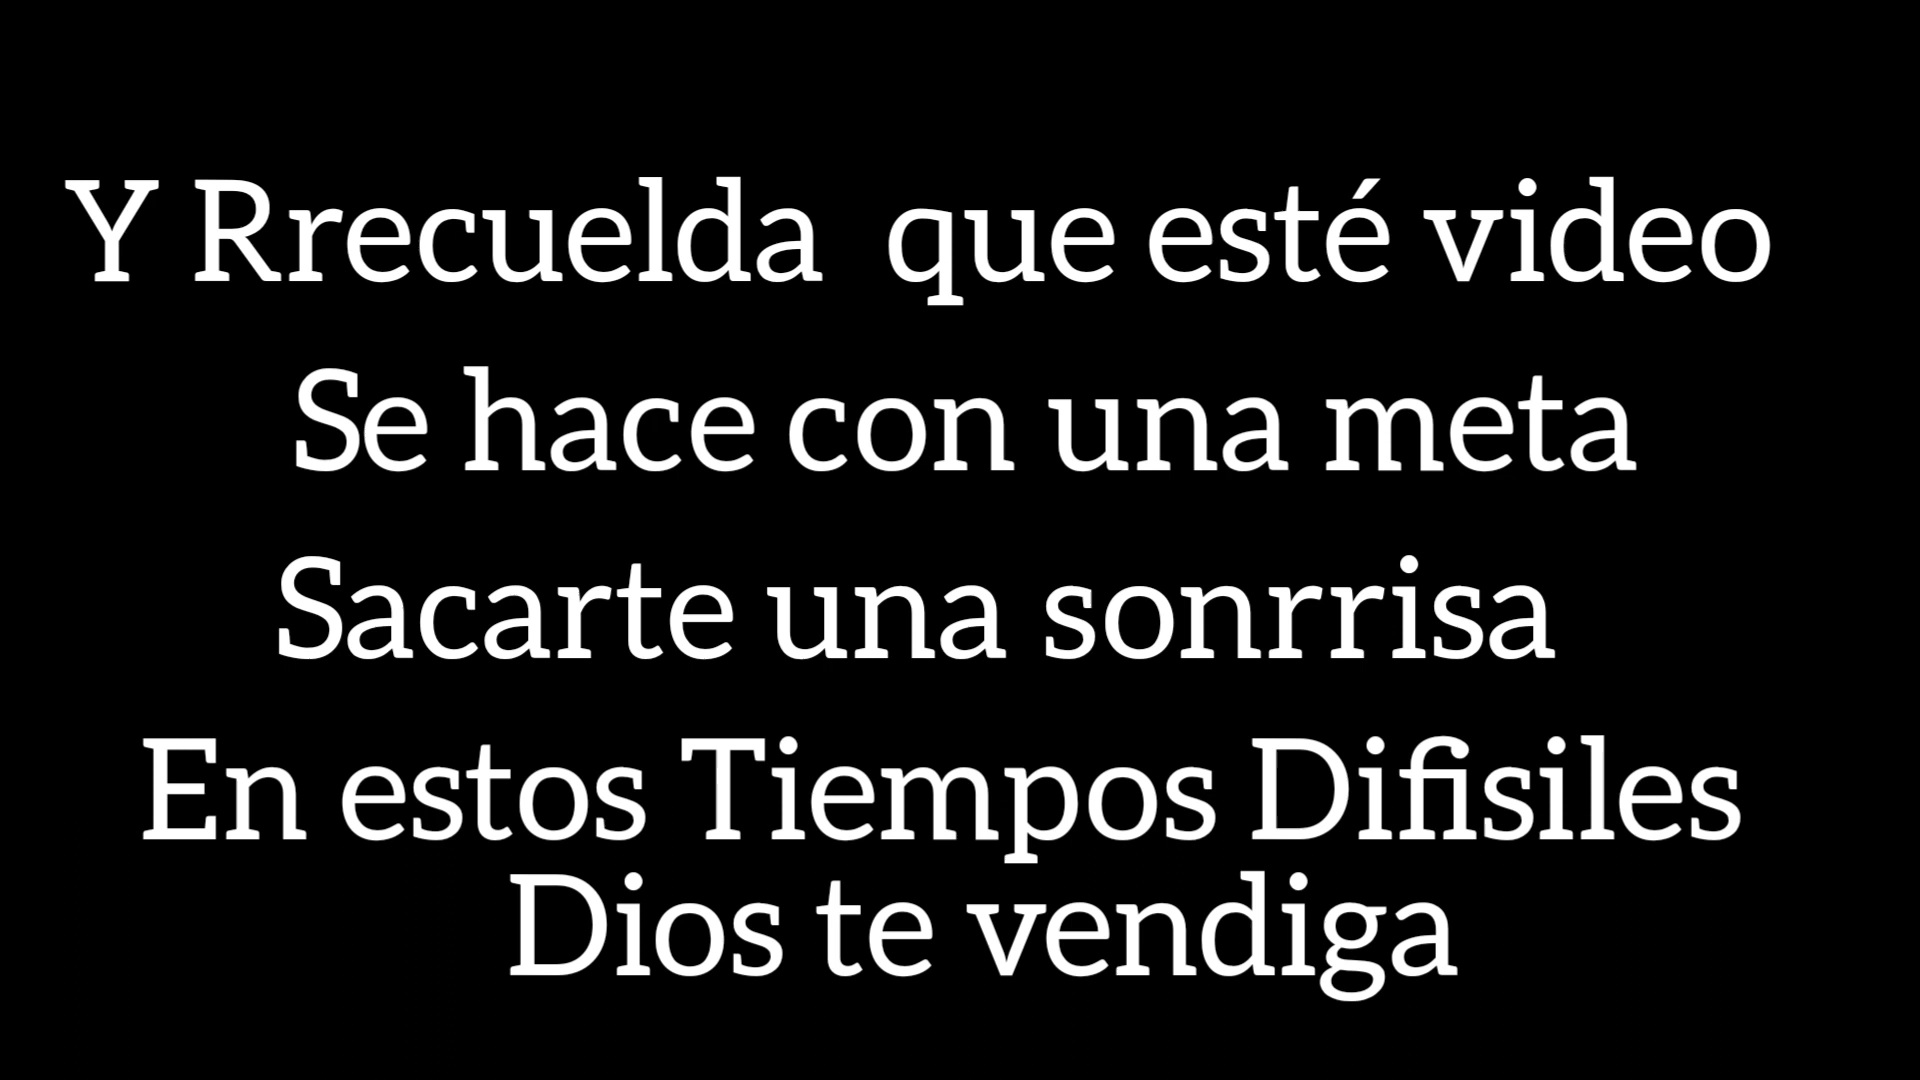 Y Rrecuelda que esté video
Se hace con una meta
Sacarte una sonrrisa
En estos Tiempos Difisiles
Dios te vendiga